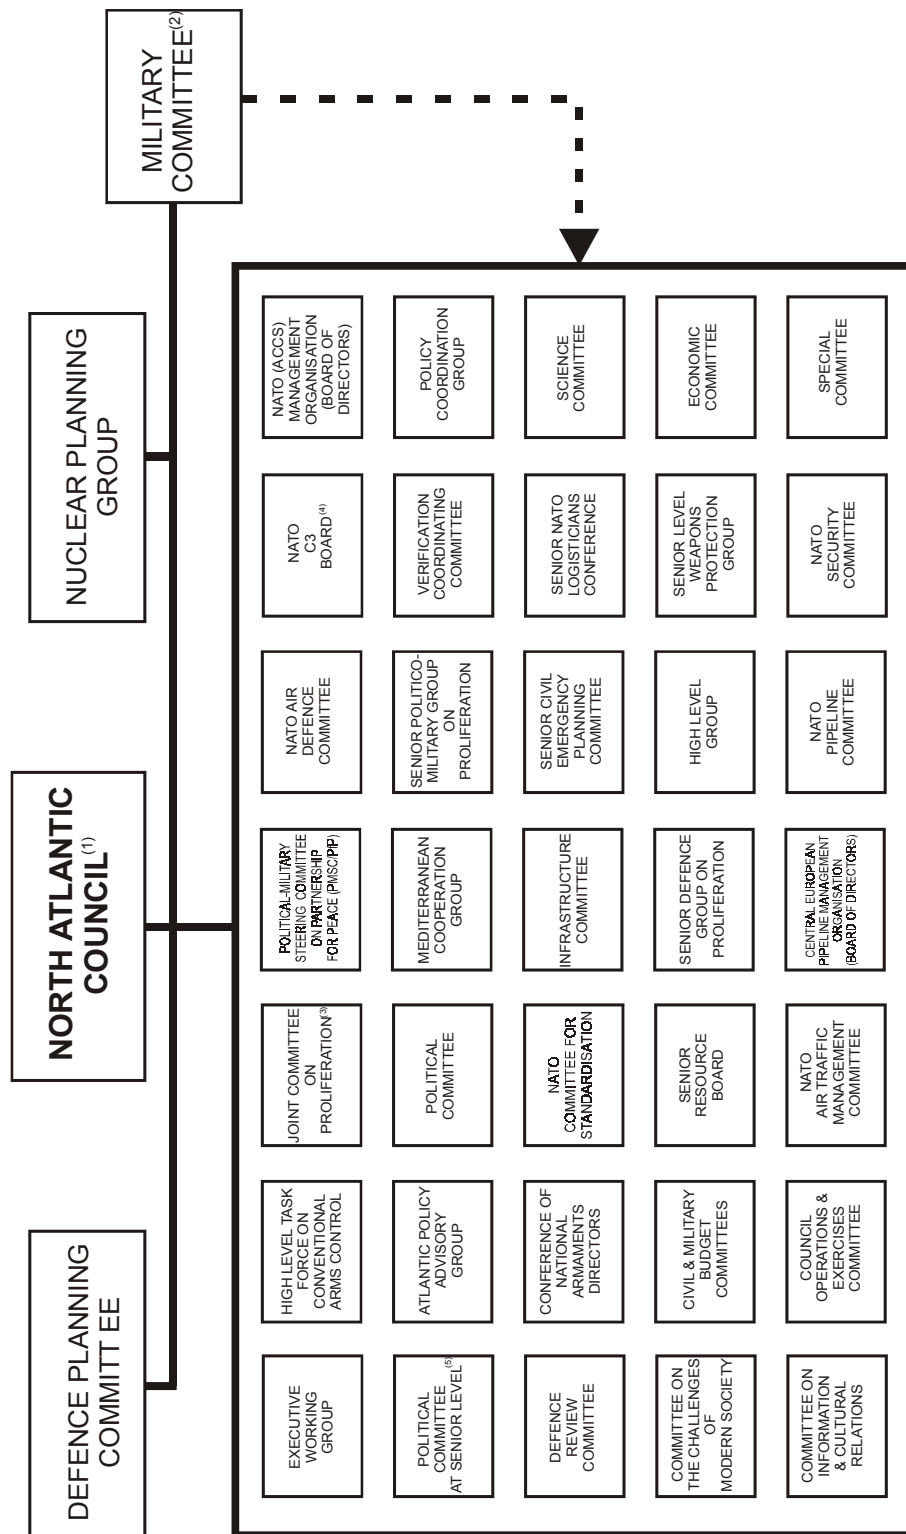 DEFENCE PLANNING
COMMITT EE
NORTH ATLANTIC
COUNCIL(1)
NUCLEAR PLANNING
GROUP
MILITARY
COMMITTEE(2)
EXECUTIVE
WORKING
GROUP
HIGH LEVEL TASK
FORCE ON
CONVENTIONAL
ARMS CONTROL
JOINT COMMITTEE
ON
PROLIFERATION(3)
POLITICAL-MILITARY
STEERING COMMITTEE
ON PARTNERSHIP
FOR PEACE (PMSC/PfP)
NATO AIR
DEFENCE
COMMITTEE
NATO
C3
BOARD(4)
NATO (ACCS)
MANAGEMENT
ORGANISATION
(BOARD OF
DIRECTORS)
POLITICAL
COMMITTEE
AT SENIOR LEVEL(5)
ATLANTIC POLICY
ADVISORY
GROUP
POLITICAL
COMMITTEE
MEDITERRANEAN
COOPERATION
GROUP
SENIOR POLITICO-
MILITARY GROUP
ON
PROLIFERATION
VERIFICATION
COORDINATING
COMMITTEE
POLICY
COORDINATION
GROUP
DEFENCE
REVIEW
COMMITTEE
CONFERENCE OF
NATIONAL
ARMAMENTS
DIRECTORS
NATO
COMMITTEE FOR
STANDARDISATION
INFRASTRUCTURE
COMMITTEE
SENIOR CIVIL
EMERGENCY
PLANNING
COMMITTEE
SENIOR NATO
LOGISTICIANS
CONFERENCE
SCIENCE
COMMITTEE
COMMITTEE ON
THE CHALLENGES
OF
MODERN SOCIETY
CIVIL & MILITARY
BUDGET
COMMITTEES
SENIOR
RESOURCE
BOARD
SENIOR DEFENCE
GROUP ON
PROLIFERATION
HIGH LEVEL
GROUP
SENIOR LEVEL
WEAPONS
PROTECTION
GROUP
ECONOMIC
COMMITTEE
COMMITTEE ON
INFORMATION
& CULTURAL
RELATIONS
COUNCIL
OPERATIONS &
EXERCISES
COMMITTEE
NATO
AIR TRAFFIC
MANAGEMENT
COMMITTEE
CENTRAL EUROPEAN
PIPELINE MANAGEMENT
ORGANISATION
(BOARD OF DIRECTORS)
NATO
PIPELINE
COMMITTEE
NATO
SECURITY
COMMITTEE
SPECIAL
COMMITTEE